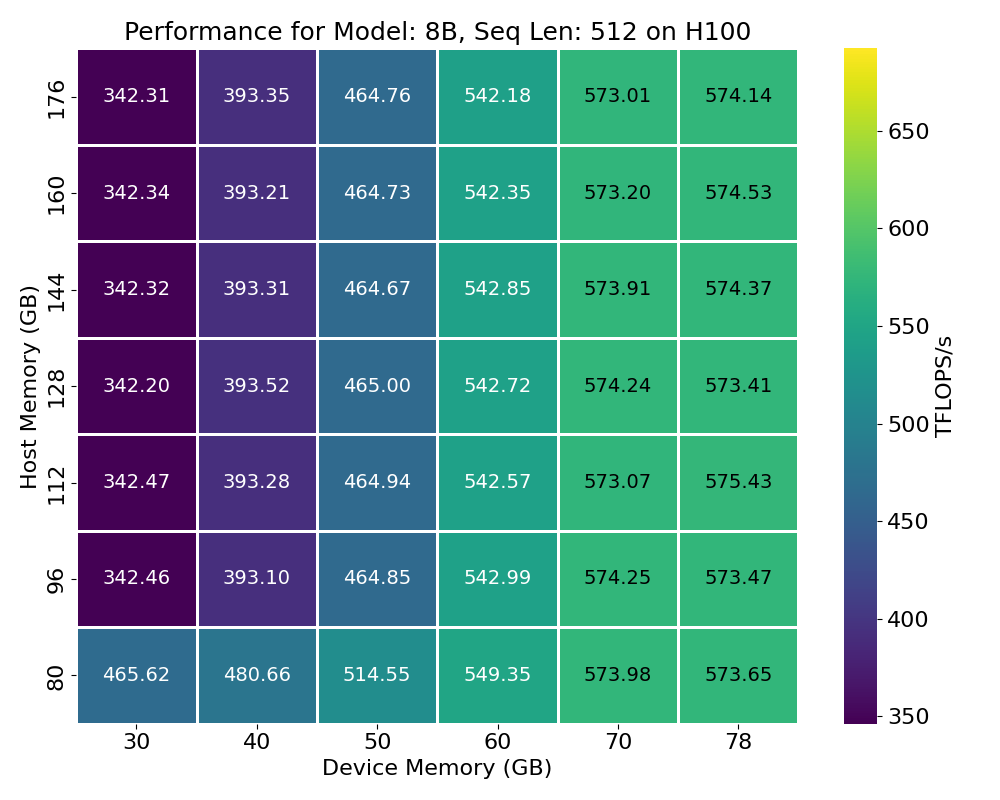 Performance for Model: 8B, Seq Len: 512 on H100
176 342.31 393.35 464.76 542.18 573.01 574.14
160 342.34 393.21 464.73 542.35 573.20 574.53
144 342.32 393.31 464.67 542.85 573.91 574.37
128 342.20 393.52 465.00 542.72 574.24 573.41
112 342.47 393.28 464.94 542.57 573.07 575.43
96 342.46 393.10 464.85 542.99 574.25 573.47
80 465.62 480.66 514.55 549.35 573.98 573.65
30 40 50 60 70 78
Device Memory (GB)
Host Memory (GB)
650
600
550
500
450
400
350
TFLOPS/s